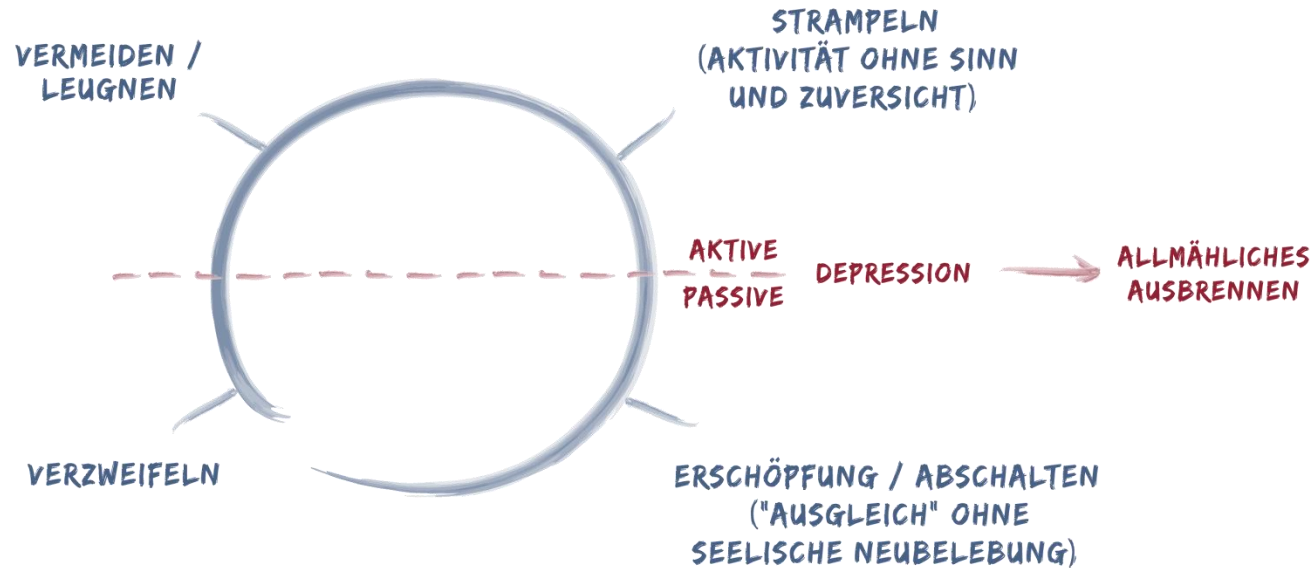 VERMEIDEN /
LEUGNEN
STRAMPELN
(AKTIVITÄT OHNE SINN
UND ZUVERSICHT)
AKTIVE
PASSIVE
DEPRESSION
ALLMÄHLICHES
AUSBRENNEN
VERZWEIFELN
ERSCHÖPFUNG / ABSCHALTEN
("AUSGLEICH" OHNE
SEELISCHE NEUBELEBUNG)